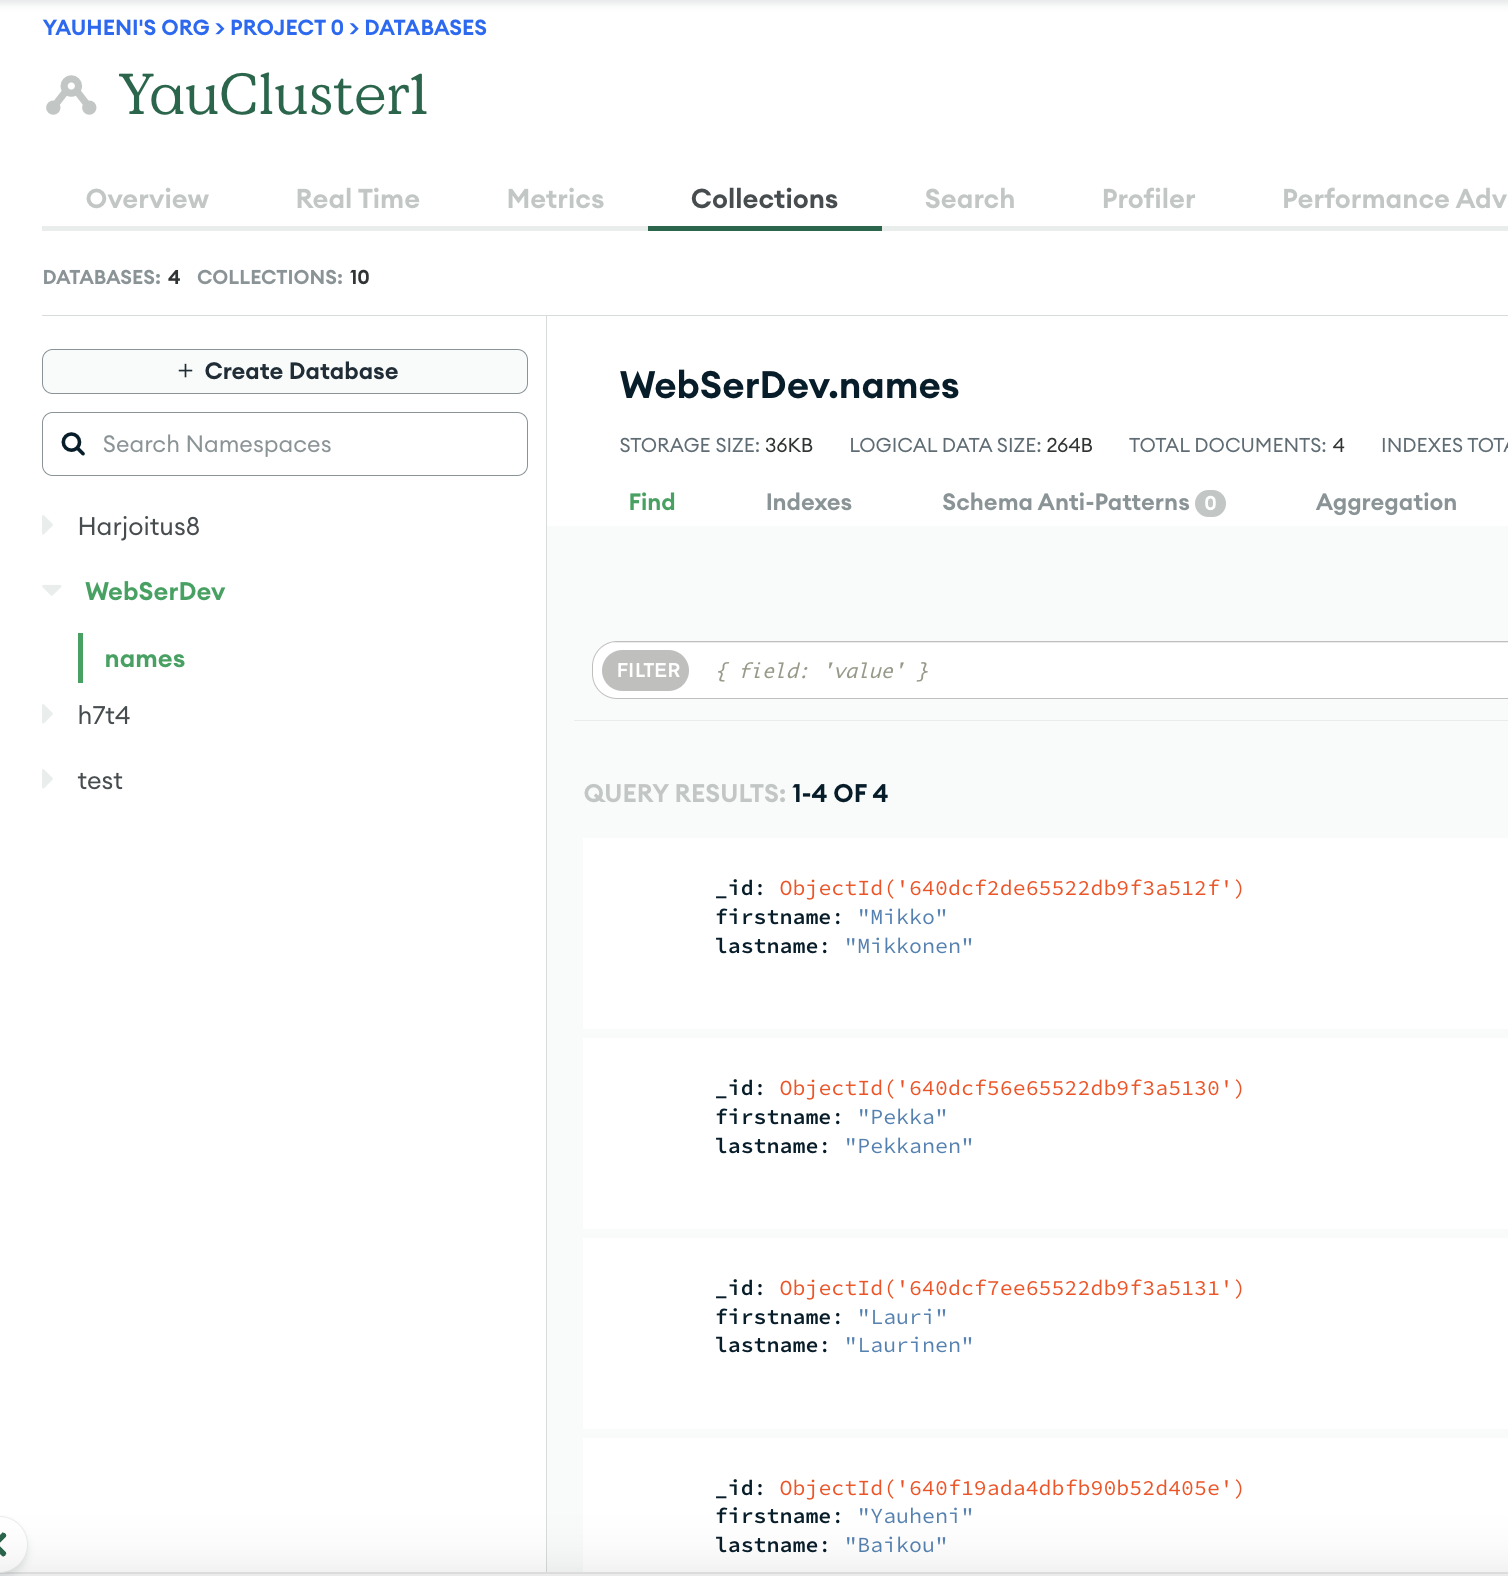 YAUHENI'S ORG > PROJECT 0 > DATABASES
YauCluster1
Overview Real Time Metrics Collections Search Profiler Performance Adv
DATABASES: 4 COLLECTIONS: 10
+ Create Database
Search Namespaces
Harjoitus8
WebSerDev
names
h7t4
test
WebSerDev.names
STORAGE SIZE: 36KB LOGICAL DATA SIZE: 264B TOTAL DOCUMENTS: 4 INDEXES TOTA
Find Indexes Schema Anti-Patterns 0 Aggregation
FILTER { field: 'value' }
QUERY RESULTS: 1-4 OF 4
_id: ObjectId('640dcf2de65522db9f3a512f')
firstname: "Mikko"
lastname: "Mikkonen"
_id: ObjectId('640dcf56e65522db9f3a5130')
firstname: "Pekka"
lastname: "Pekkanen"
_id: ObjectId('640dcf7ee65522db9f3a5131')
firstname: "Lauri"
lastname: "Laurinen"
_id: ObjectId('640f19ada4dbfb90b52d405e')
firstname: "Yauheni"
lastname: "Baikou"